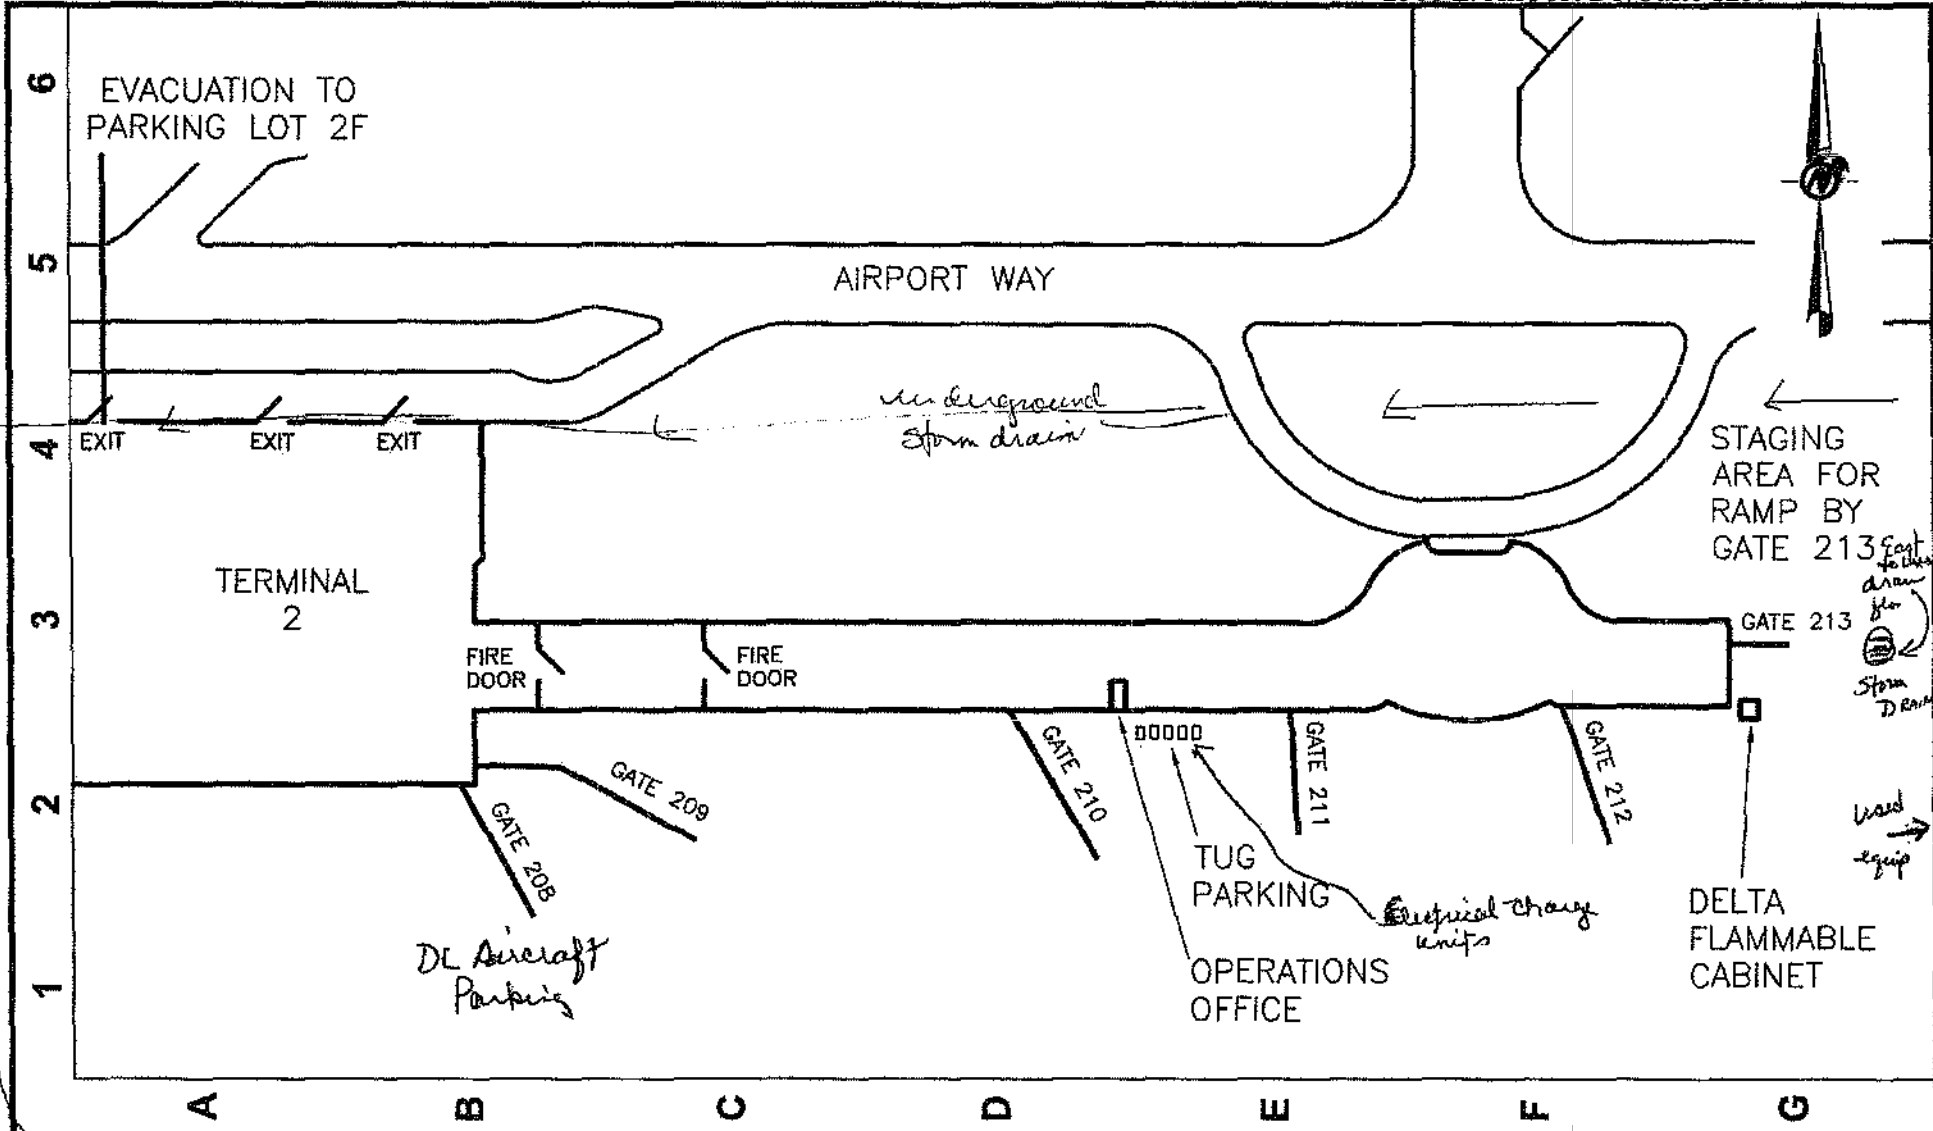 6
EVACUATION TO
PARKING LOT 2F
5
AIRPORT WAY
underground
storm drain
4
EXIT
EXIT
EXIT
STAGING
AREA FOR
RAMP BY
GATE 213
East
drain
TERMINAL
2
3
GATE 213
FIRE
DOOR
FIRE
DOOR
Storm
DRAIN
GATE 208
GATE 209
GATE 210
GATE 211
GATE 212
2
Used
equip
TUG
PARKING
Electrical charge
units
DELTA
FLAMMABLE
CABINET
DL Aircraft
Parking
OPERATIONS
OFFICE
1
A
B
C
D
E
F
G